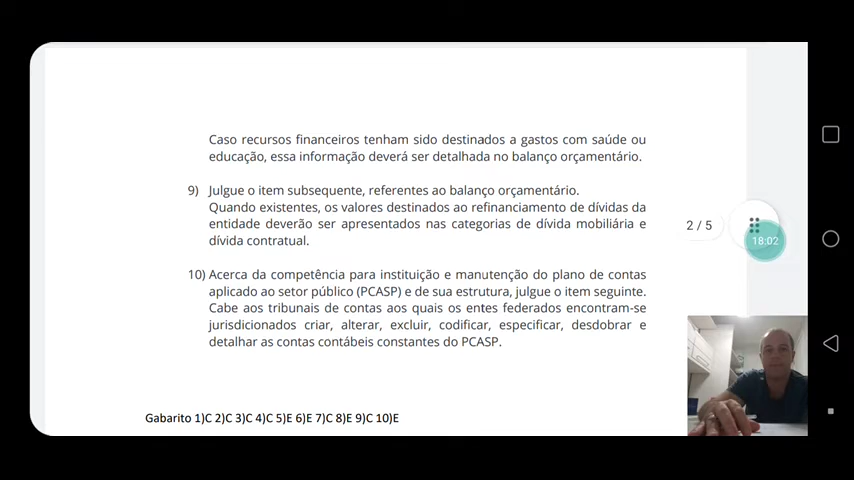 Caso recursos financeiros tenham sido destinados a gastos com saúde ou
educação, essa informação deverá ser detalhada no balanço orçamentário.
9) Julgue o item subsequente, referentes ao balanço orçamentário.
Quando existentes, os valores destinados ao refinanciamento de dívidas da
entidade deverão ser apresentados nas categorias de dívida mobiliária e
dívida contratual.
2 / 5
18:02
10) Acerca da competência para instituição e manutenção do plano de contas
aplicado ao setor público (PCASP) e de sua estrutura, julgue o item seguinte.
Cabe aos tribunais de contas aos quais os entes federados encontram-se
jurisdicionados criar, alterar, excluir, codificar, especificar, desdobrar e
detalhar as contas contábeis constantes do PCASP.
Gabarito 1)C 2)C 3)C 4)C 5)E 6)E 7)C 8)E 9)C 10)E